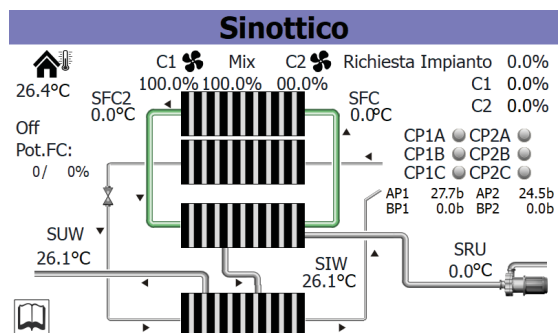 Sinottico
C1 Mix C2 Richiesta Impianto 0.0%
100.0% 100.0% 00.0% C1 0.0%
C2 0.0%
26.4°C
SFC2
0.0°C
SFC
0.0°C
Off
Pot.FC:
0/ 0%
CP1A CP2A
CP1B CP2B
CP1C CP2C
AP1 27.7b AP2 24.5b
BP1 0.0b BP2 0.0b
SUW
26.1°C
SIW
26.1°C
SRU
0.0°C